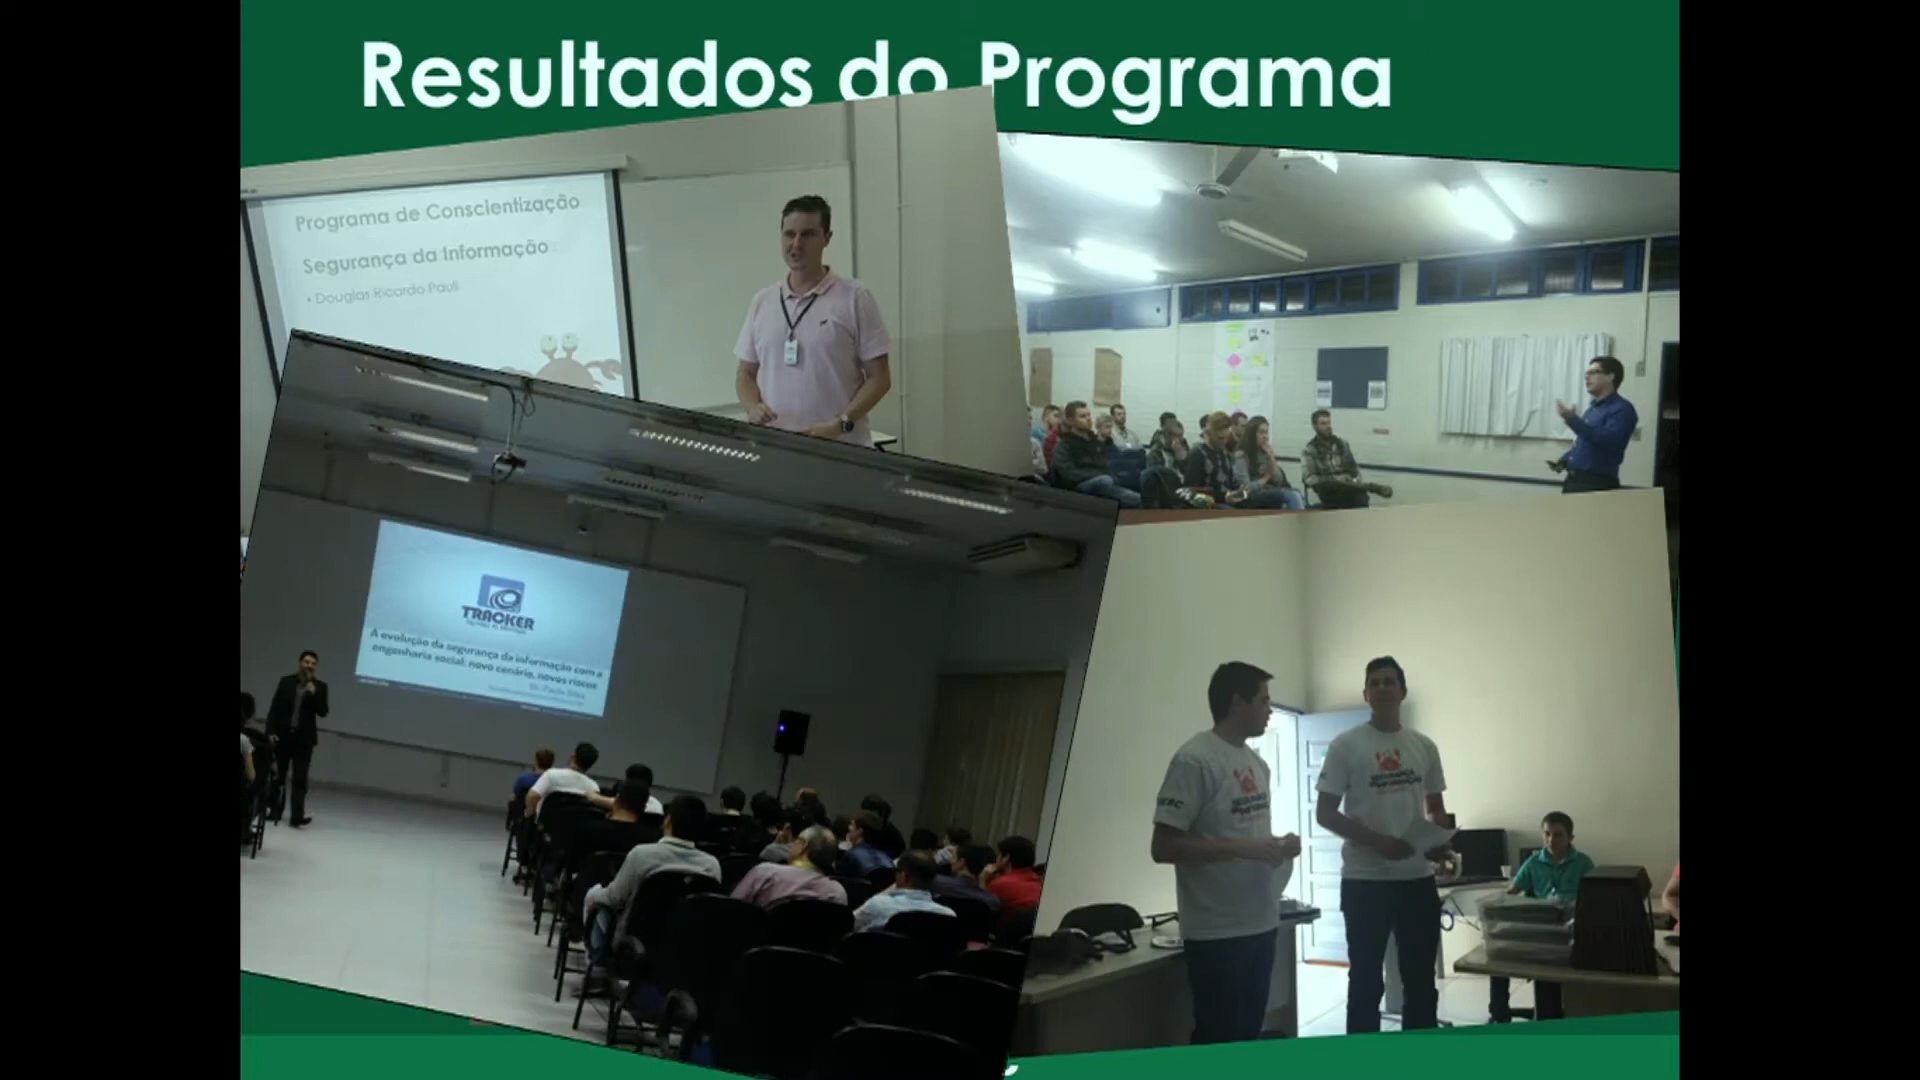 Resultados do Programa
Programa de Conscientização
Segurança da Informação
• Douglas Ricardo Pauli
TRACKER
A evolução da segurança da informação com a
engenharia social: novo cenário, novos riscos
SEGURANÇA